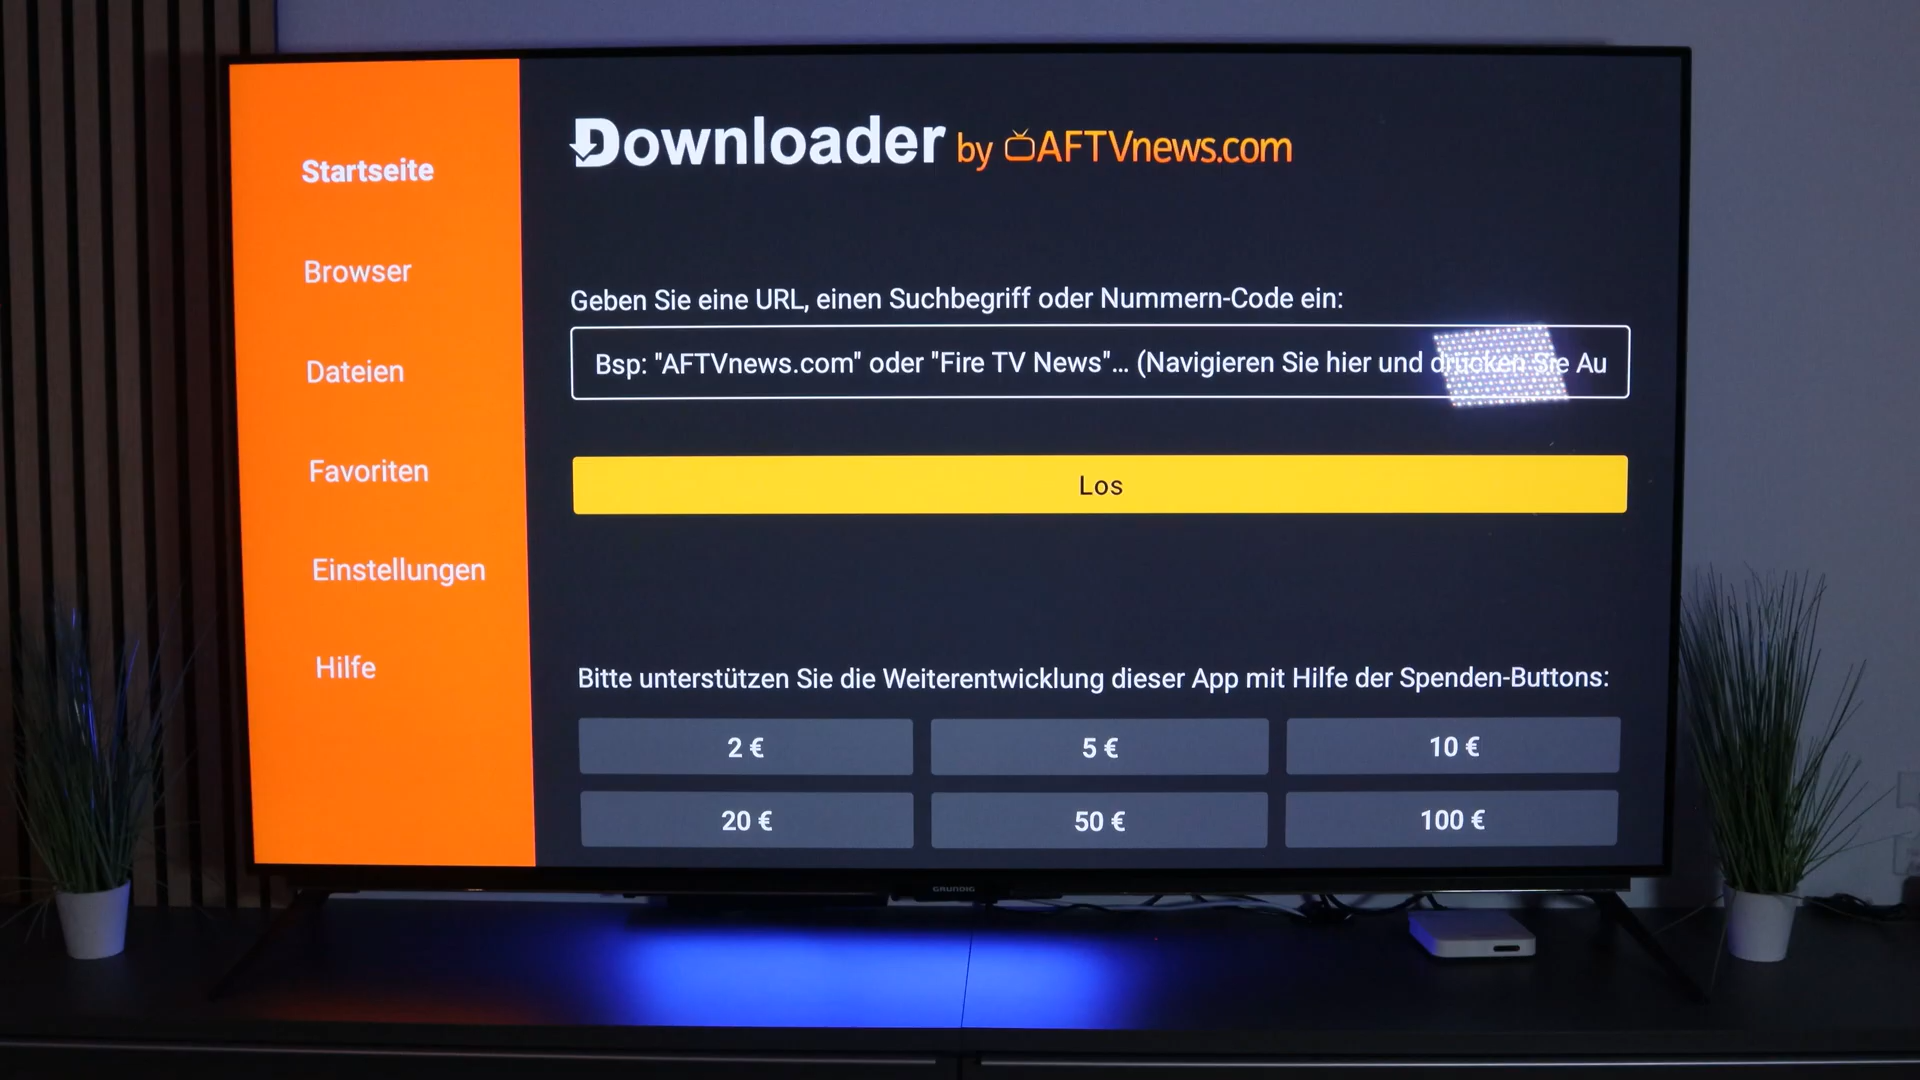 Downloader by AFTVnews.com
Startseite
Browser
Dateien
Favoriten
Einstellungen
Hilfe
Geben Sie eine URL, einen Suchbegriff oder Nummern-Code ein:
Bsp: "AFTVnews.com" oder "Fire TV News"... (Navigieren Sie hier und drücken Sie Au
Los
Bitte unterstützen Sie die Weiterentwicklung dieser App mit Hilfe der Spenden-Buttons:
2 € 5 € 10 €
20 € 50 € 100 €
GRUNDIG